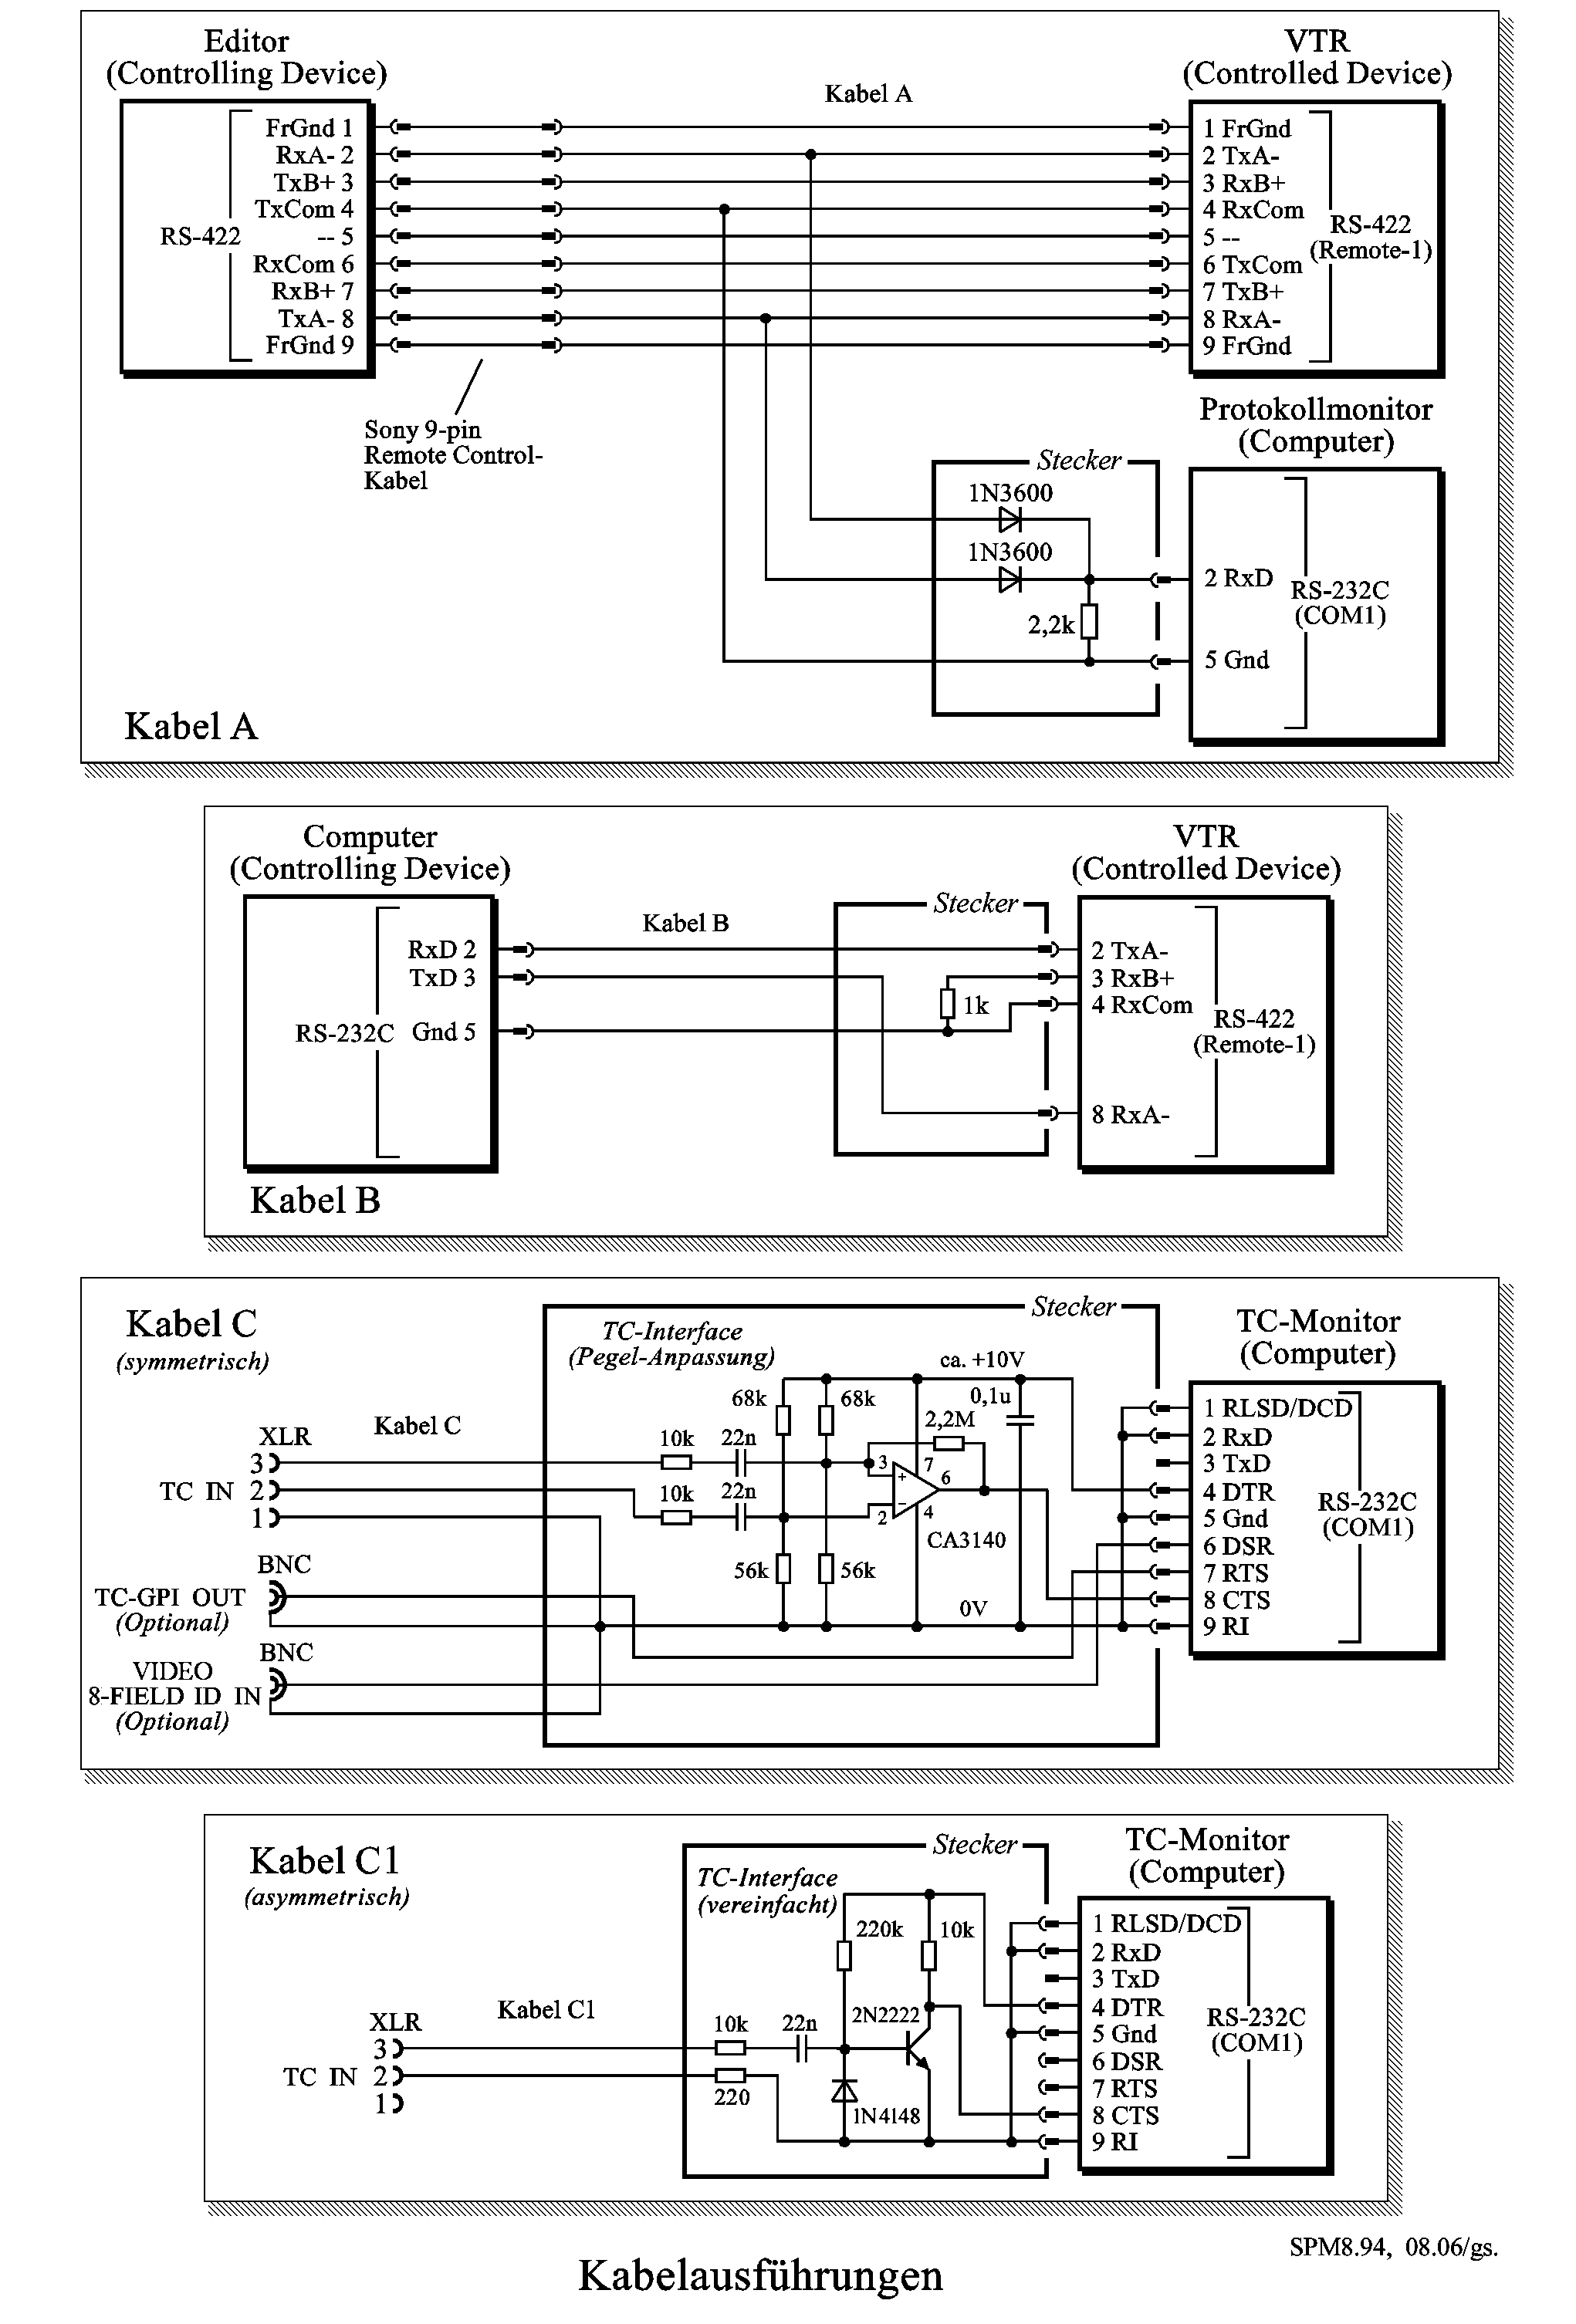 Editor
(Controlling Device)
VTR
(Controlled Device)
Kabel A
FrGnd 1
RxA- 2
TxB+ 3
TxCom 4
-- 5
RxCom 6
RxB+ 7
TxA- 8
FrGnd 9
RS-422
1 FrGnd
2 TxA-
3 RxB+
4 RxCom
5 --
6 TxCom
7 TxB+
8 RxA-
9 FrGnd
RS-422
(Remote-1)
Sony 9-pin
Remote Control-
Kabel
Protokollmonitor
(Computer)
Stecker
1N3600
1N3600
2,2k
2 RxD
5 Gnd
RS-232C
(COM1)
Kabel A
Computer
(Controlling Device)
VTR
(Controlled Device)
Kabel B
Stecker
RxD 2
TxD 3
Gnd 5
RS-232C
1k
2 TxA-
3 RxB+
4 RxCom
8 RxA-
RS-422
(Remote-1)
Kabel B
Kabel C
(symmetrisch)
Stecker
TC-Interface
(Pegel-Anpassung)
TC-Monitor
(Computer)
ca. +10V
68k
68k
0,1u
2,2M
Kabel C
XLR
3
TC IN 2
1
10k
22n
10k
22n
3
7
+
6
-
2
4
CA3140
56k
56k
0V
BNC
TC-GPI OUT
(Optional)
BNC
VIDEO
8-FIELD ID IN
(Optional)
1 RLSD/DCD
2 RxD
3 TxD
4 DTR
5 Gnd
6 DSR
7 RTS
8 CTS
9 RI
RS-232C
(COM1)
Kabel C1
(asymmetrisch)
Stecker
TC-Interface
(vereinfacht)
TC-Monitor
(Computer)
220k
10k
Kabel C1
XLR
3
TC IN 2
1
10k
22n
220
2N2222
1N4148
1 RLSD/DCD
2 RxD
3 TxD
4 DTR
5 Gnd
6 DSR
7 RTS
8 CTS
9 RI
RS-232C
(COM1)
SPM8.94, 08.06/gs.
Kabelausführungen